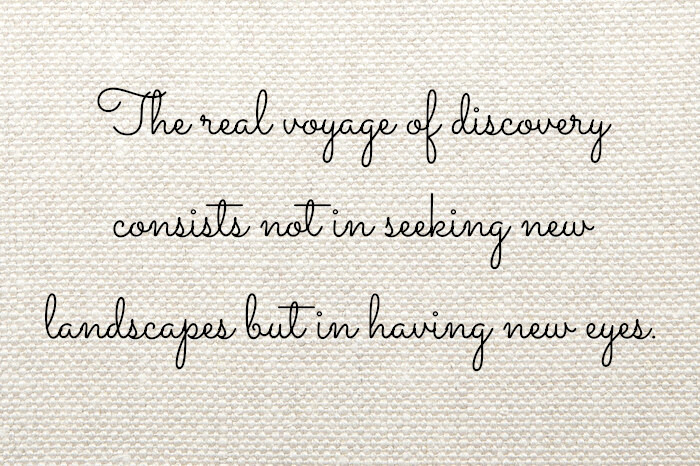 The real voyage of discovery
consists not in seeking new
landscapes but in having new eyes.